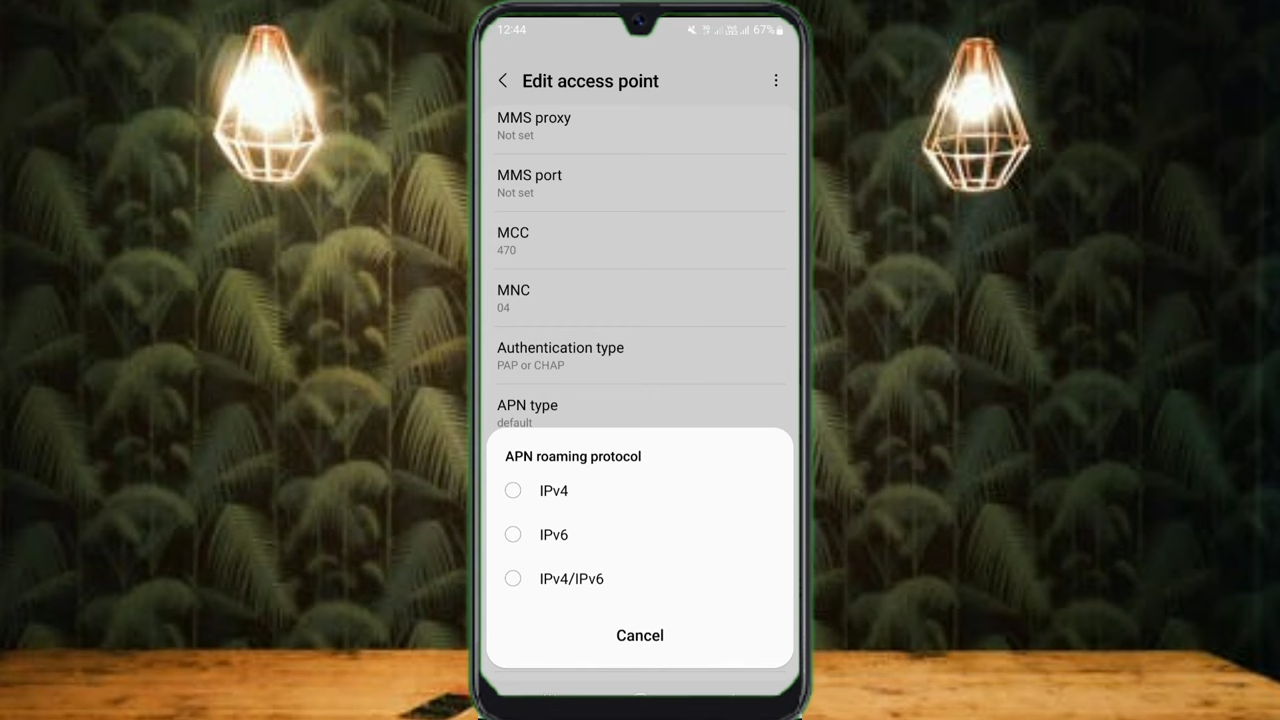 12:44
67%
Edit access point
MMS proxy
Not set
MMS port
Not set
MCC
470
MNC
04
Authentication type
PAP or CHAP
APN type
default
APN roaming protocol
IPv4
IPv6
IPv4/IPv6
Cancel